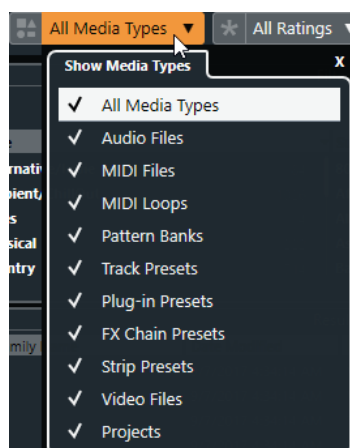 All Media Types
All Ratings
Show Media Types X
All Media Types
Audio Files
MIDI Files
MIDI Loops
Pattern Banks
Track Presets
Plug-in Presets
FX Chain Presets
Strip Presets
Video Files
Projects